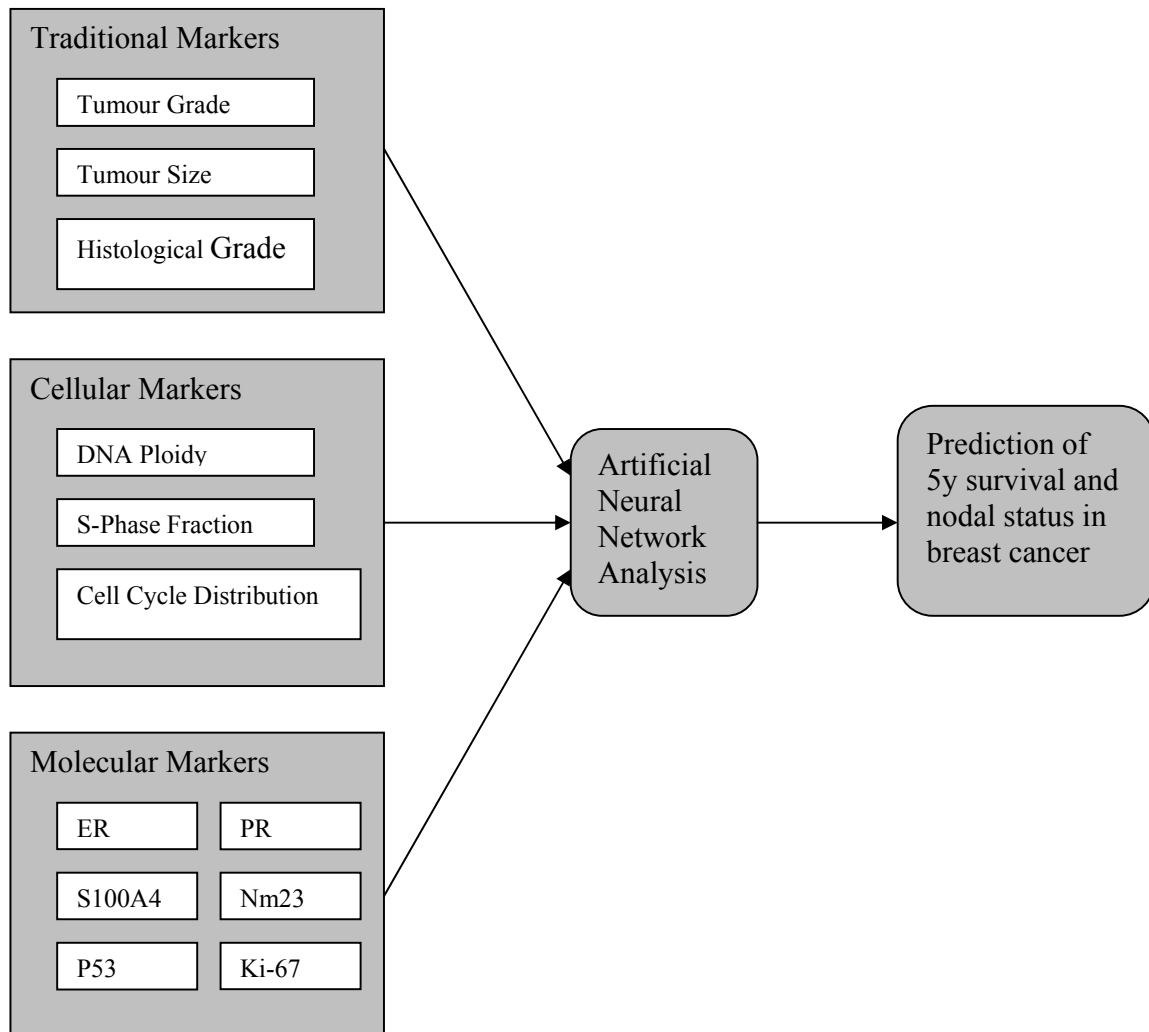 Traditional Markers
Tumour Grade
Tumour Size
Histological Grade
Cellular Markers
DNA Ploidy
S-Phase Fraction
Cell Cycle Distribution
Molecular Markers
ER
PR
S100A4
Nm23
P53
Ki-67
Artificial
Neural
Network
Analysis
Prediction of
5y survival and
nodal status in
breast cancer